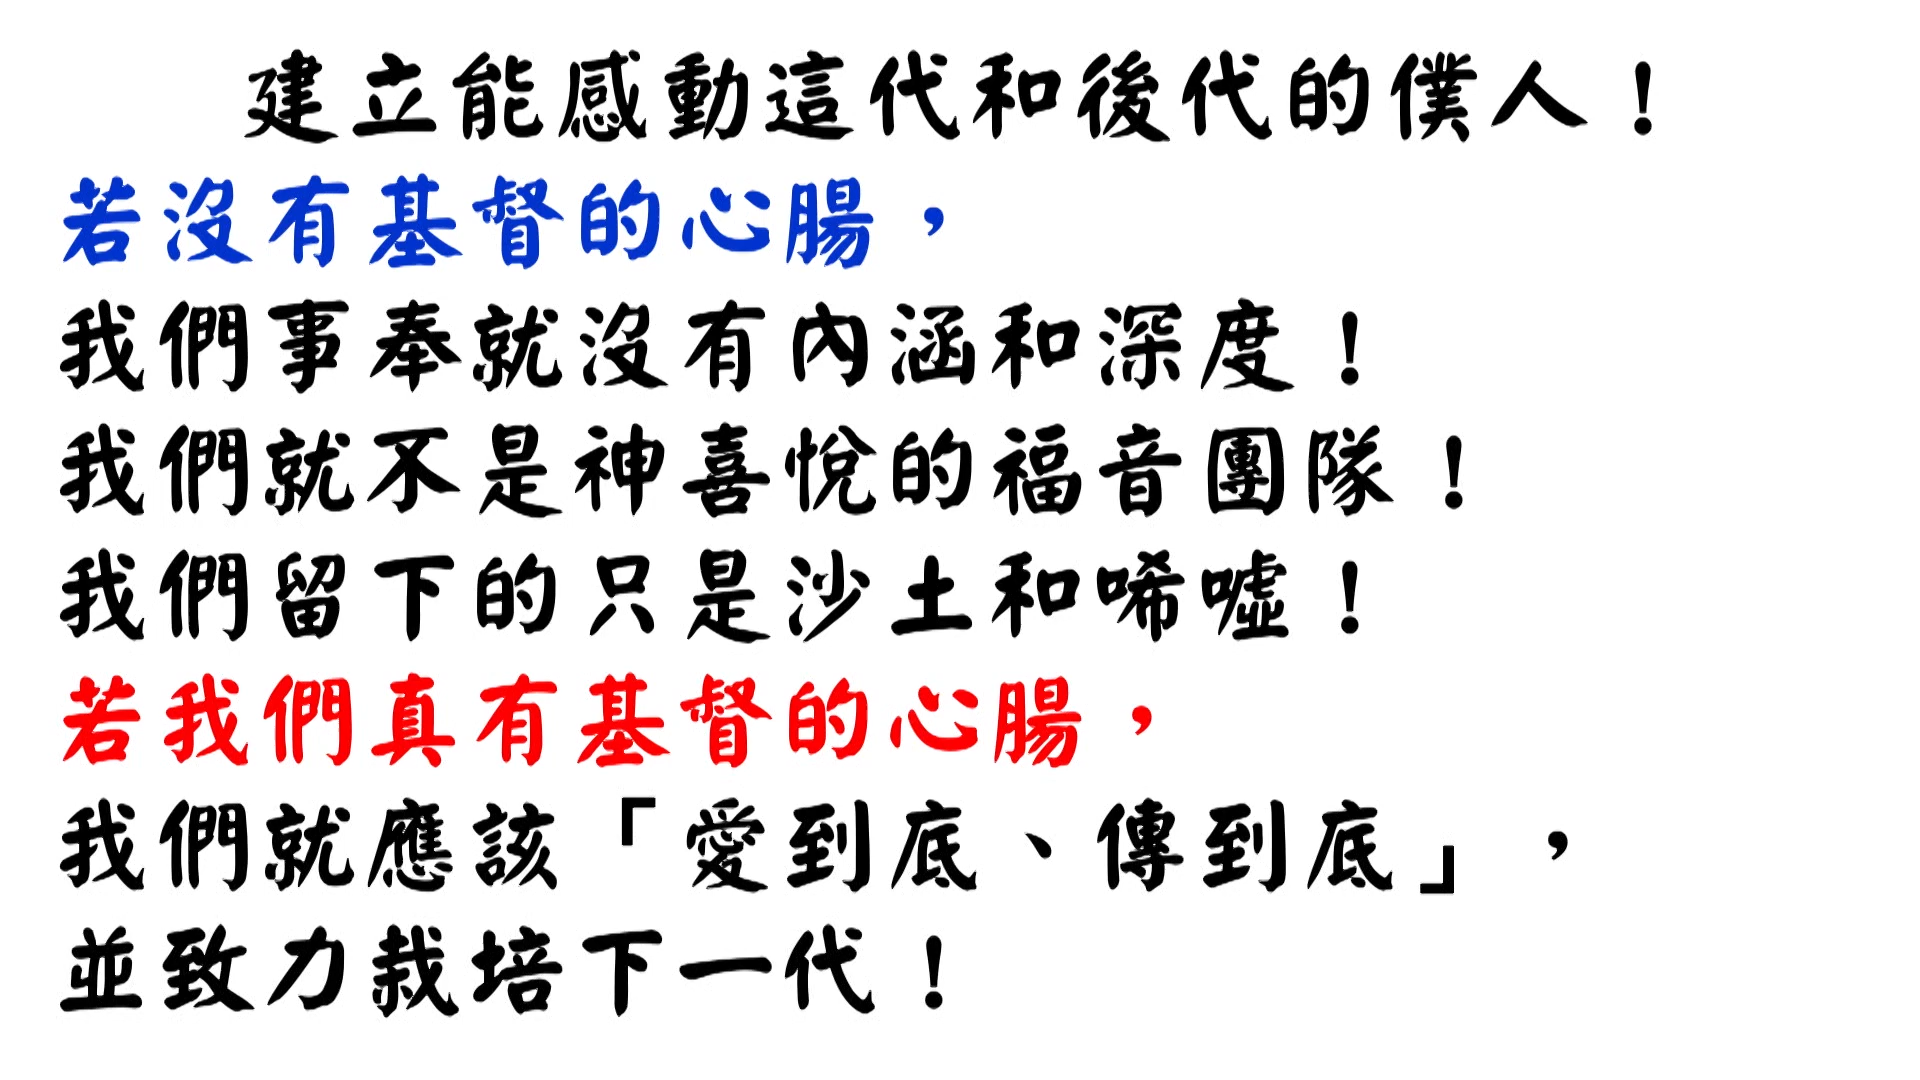 建立能感動這代和後代的僕人！
若沒有基督的心腸，
我們事奉就沒有內涵和深度！
我們就不是神喜悅的福音團隊！
我們留下的只是沙土和唏噓！
若我們真有基督的心腸，
我們就應該「愛到底、傳到底」，
並致力栽培下一代！